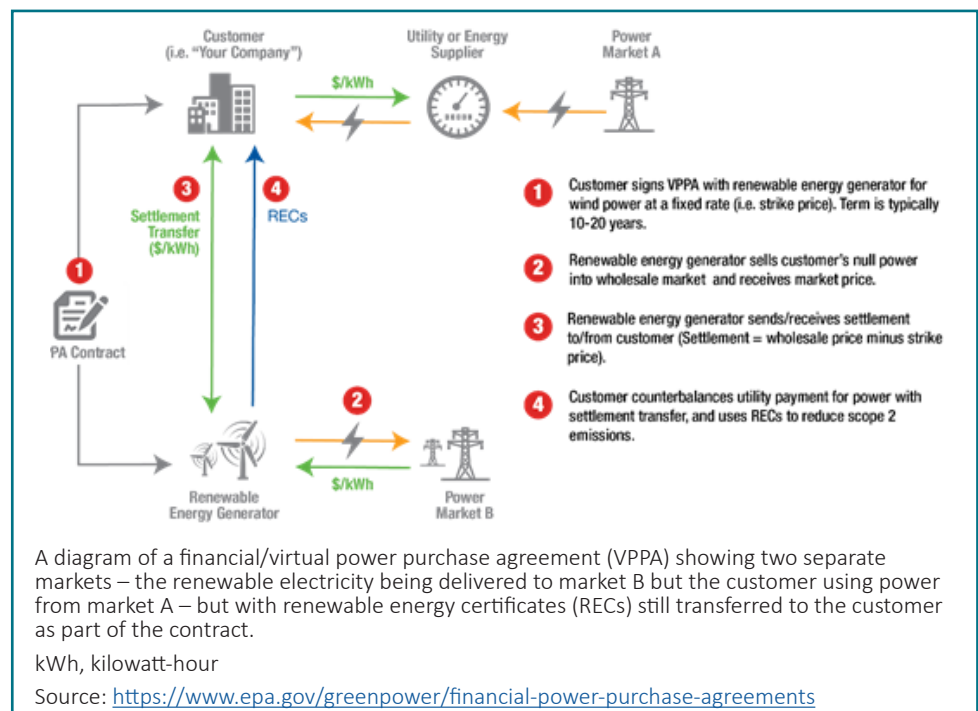 Customer
(i.e. “Your Company”)
Utility or Energy
Supplier
Power
Market A
$/kWh
3
Settlement
Transfer
($/kWh)
4
RECs
1
PA Contract
2
$/kWh
Renewable
Energy Generator
Power
Market B
1
Customer signs VPPA with renewable energy generator for
wind power at a fixed rate (i.e. strike price). Term is typically
10-20 years.
2
Renewable energy generator sells customer's null power
into wholesale market and receives market price.
3
Renewable energy generator sends/receives settlement
to/from customer (Settlement = wholesale price minus strike
price).
4
Customer counterbalances utility payment for power with
settlement transfer, and uses RECs to reduce scope 2
emissions.
A diagram of a financial/virtual power purchase agreement (VPPA) showing two separate
markets – the renewable electricity being delivered to market B but the customer using power
from market A – but with renewable energy certificates (RECs) still transferred to the customer
as part of the contract.
kWh, kilowatt-hour
Source: https://www.epa.gov/greenpower/financial-power-purchase-agreements